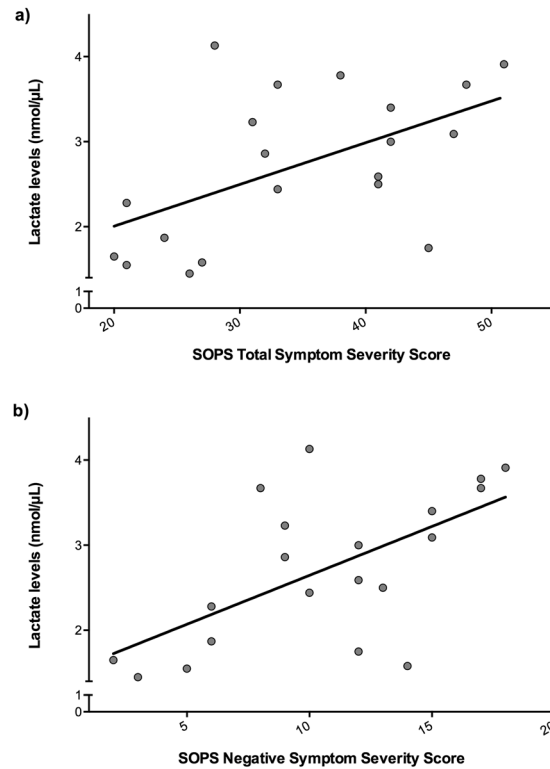 a)
Lactate levels (nmol/µL)
4
3
2
1
0
20 30 40 50
SOPS Total Symptom Severity Score
b)
Lactate levels (nmol/µL)
4
3
2
1
0
5 10 15 20
SOPS Negative Symptom Severity Score